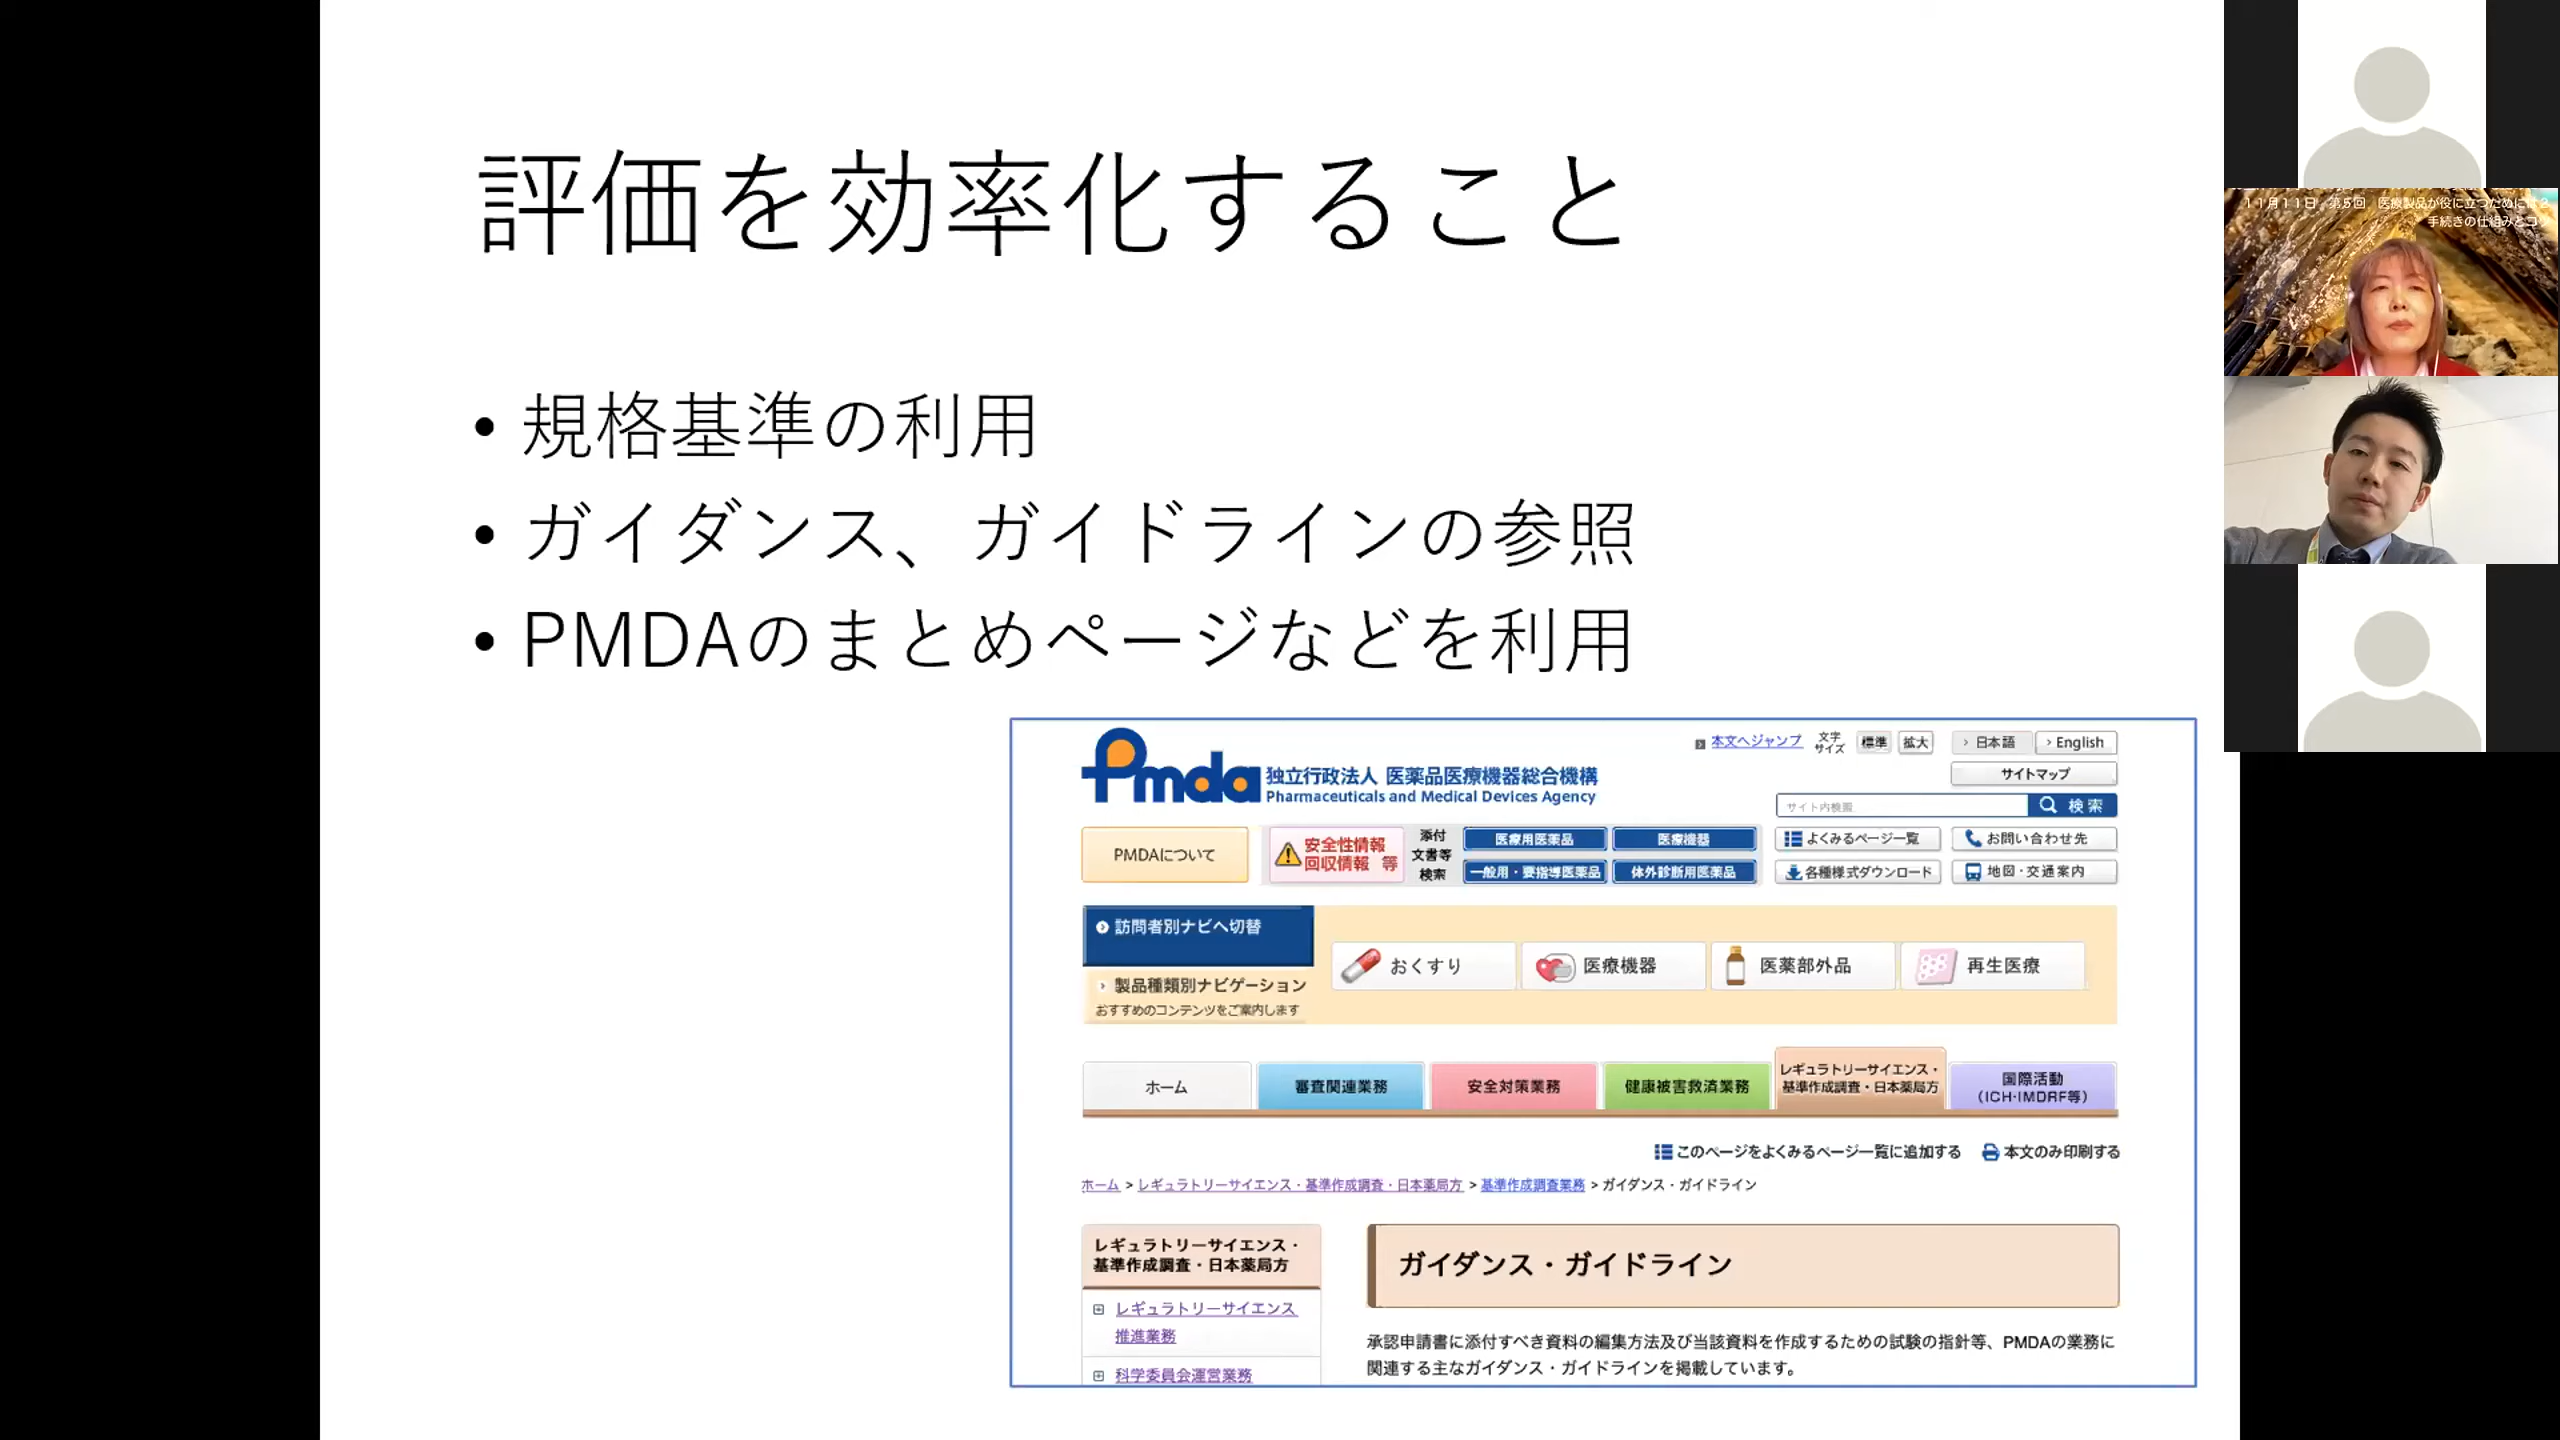 評価を効率化すること
• 規格基準の利用
• ガイダンス、ガイドラインの参照
• PMDAのまとめページなどを利用
Pmda 独立行政法人 医薬品医療機器総合機構
Pharmaceuticals and Medical Devices Agency
本文へジャンプ 文字サイズ 標準 拡大 › 日本語 › English
サイトマップ
サイト内検索 検索
PMDAについて
安全性情報
回収情報 等
添付
文書等
検索
医療用医薬品 医療機器
一般用・要指導医薬品 体外診断用医薬品
よくみるページ一覧 お問い合わせ先
各種様式ダウンロード 地図・交通案内
訪問者別ナビへ切替
› 製品種類別ナビゲーション
おすすめのコンテンツをご案内します
おくすり 医療機器 医薬部外品 再生医療
ホーム 審査関連業務 安全対策業務 健康被害救済業務
レギュラトリーサイエンス・
基準作成調査・日本薬局方
国際活動
(ICH・IMDRF等)
このページをよくみるページ一覧に追加する 本文のみ印刷する
ホーム > レギュラトリーサイエンス・基準作成調査・日本薬局方 > 基準作成調査業務 > ガイダンス・ガイドライン
レギュラトリーサイエンス・
基準作成調査・日本薬局方
レギュラトリーサイエンス
推進業務
科学委員会運営業務
ガイダンス・ガイドライン
承認申請書に添付すべき資料の編集方法及び当該資料を作成するための試験の指針等、PMDAの業務に
関連する主なガイダンス・ガイドラインを掲載しています。
11月11日 第5回 医療製品が役に立つためには
手続きの仕組みとコツ